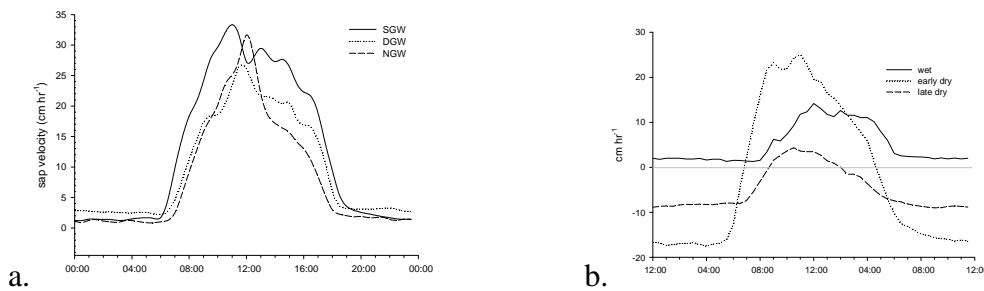 35
30
25
20
15
10
5
0
sap velocity (cm hr⁻¹)
SGW
DGW
NGW
00:00 04:00 08:00 12:00 16:00 20:00 00:00
a.
30
20
10
0
-10
-20
cm hr⁻¹
wet
early dry
late dry
12:00 04:00 08:00 12:00 04:00 08:00 12:00
b.